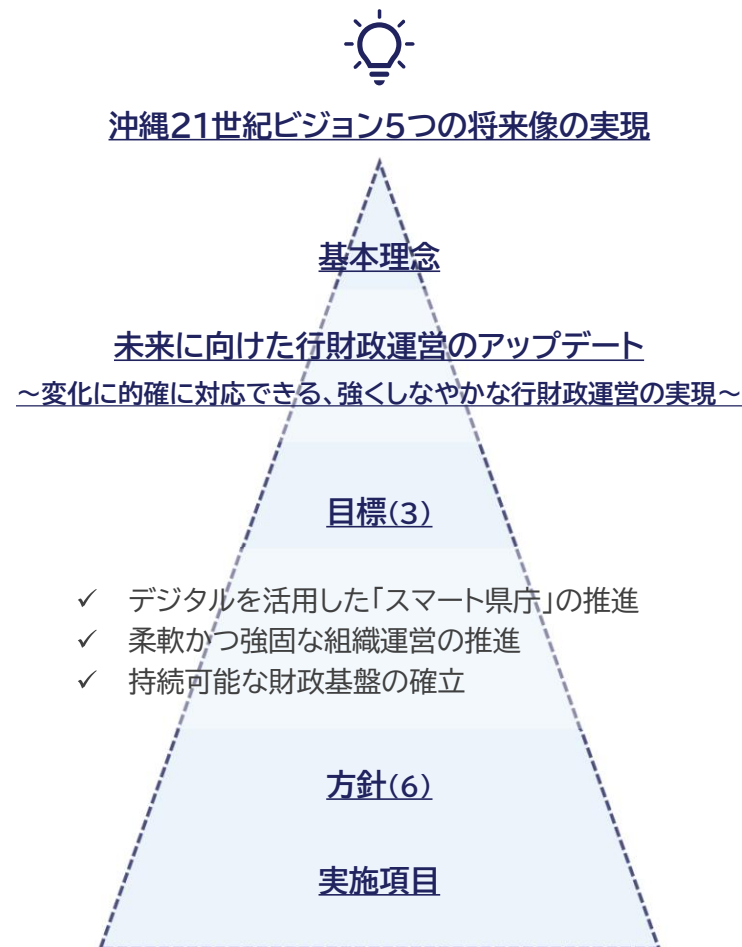 沖縄21世紀ビジョン5つの将来像の実現
基本理念
未来に向けた行財政運営のアップデート
～変化に的確に対応できる、強くしなやかな行財政運営の実現～
目標(3)
✓ デジタルを活用した「スマート県庁」の推進
✓ 柔軟かつ強固な組織運営の推進
✓ 持続可能な財政基盤の確立
方針(6)
実施項目